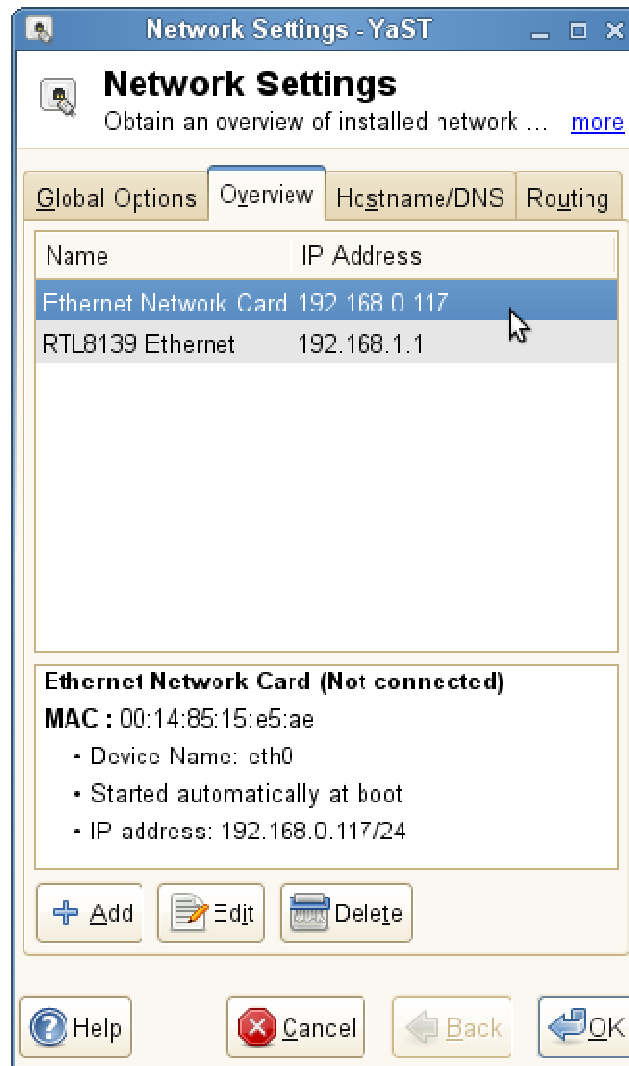 Network Settings - YaST
Network Settings
Obtain an overview of installed network ... more
Global Options Overview Hostname/DNS Routing
Name IP Address
Ethernet Network Card 192.168.0.117
RTL8139 Ethernet 192.168.1.1
Ethernet Network Card (Not connected)
MAC : 00:14:85:15:e5:ae
• Device Name: eth0
• Started automatically at boot
• IP address: 192.168.0.117/24
Add Edit Delete
Help Cancel Back OK